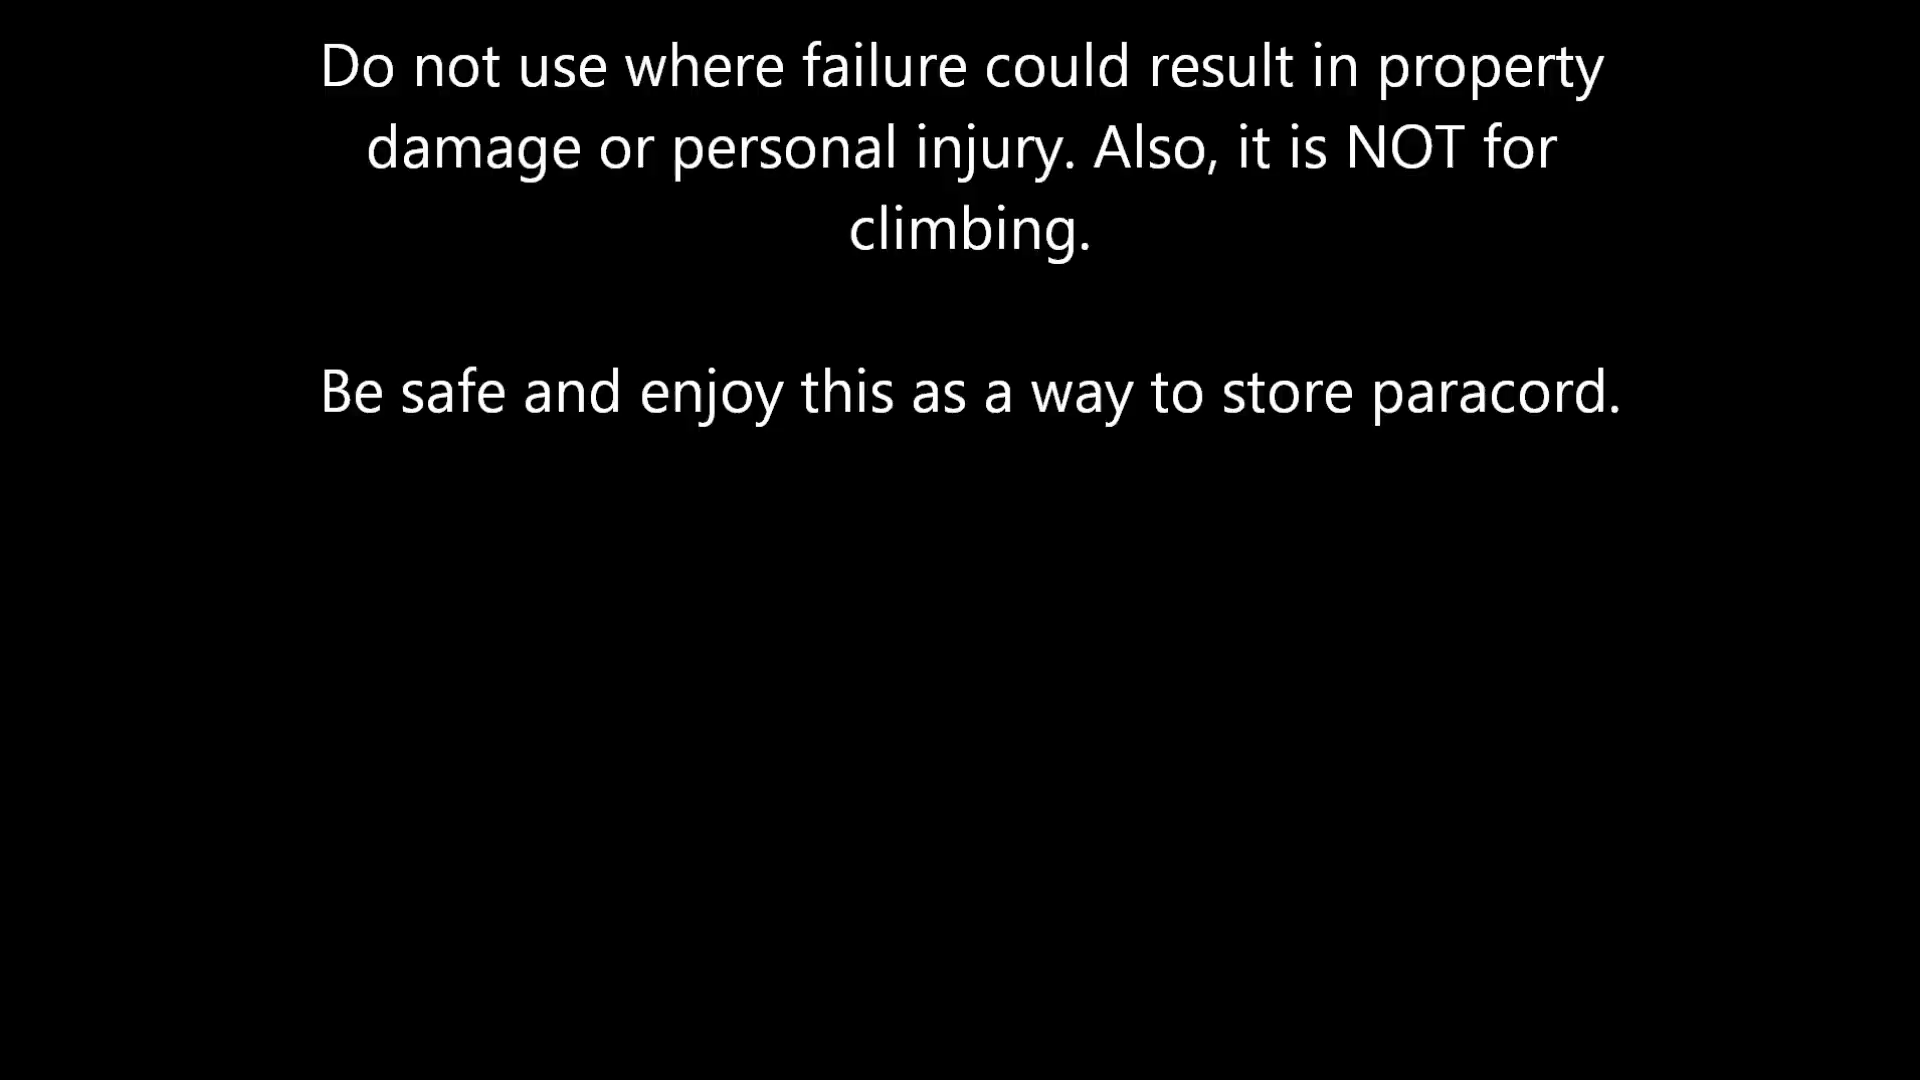 Do not use where failure could result in property
damage or personal injury. Also, it is NOT for
climbing.
Be safe and enjoy this as a way to store paracord.